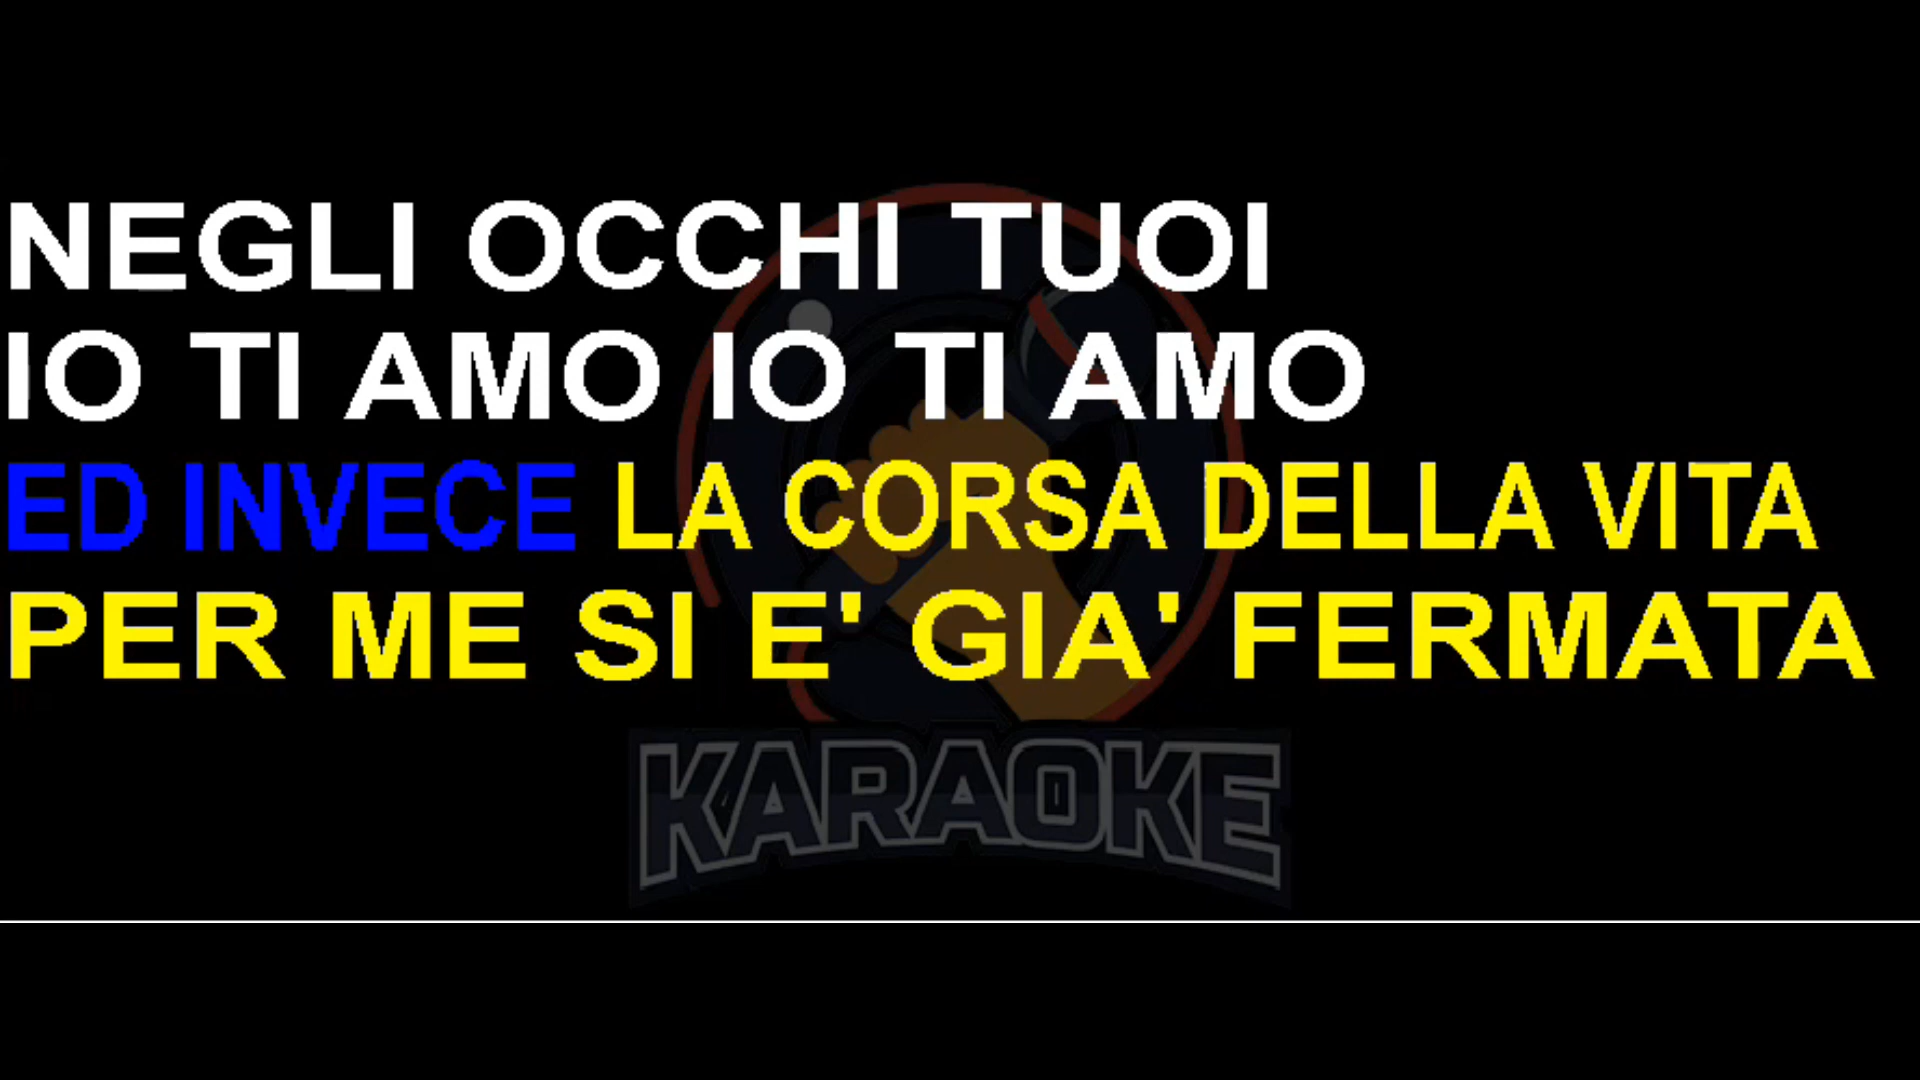 NEGLI OCCHI TUOI
IO TI AMO IO TI AMO
ED INVECE LA CORSA DELLA VITA
PER ME SI E' GIA' FERMATA
KARAOKE